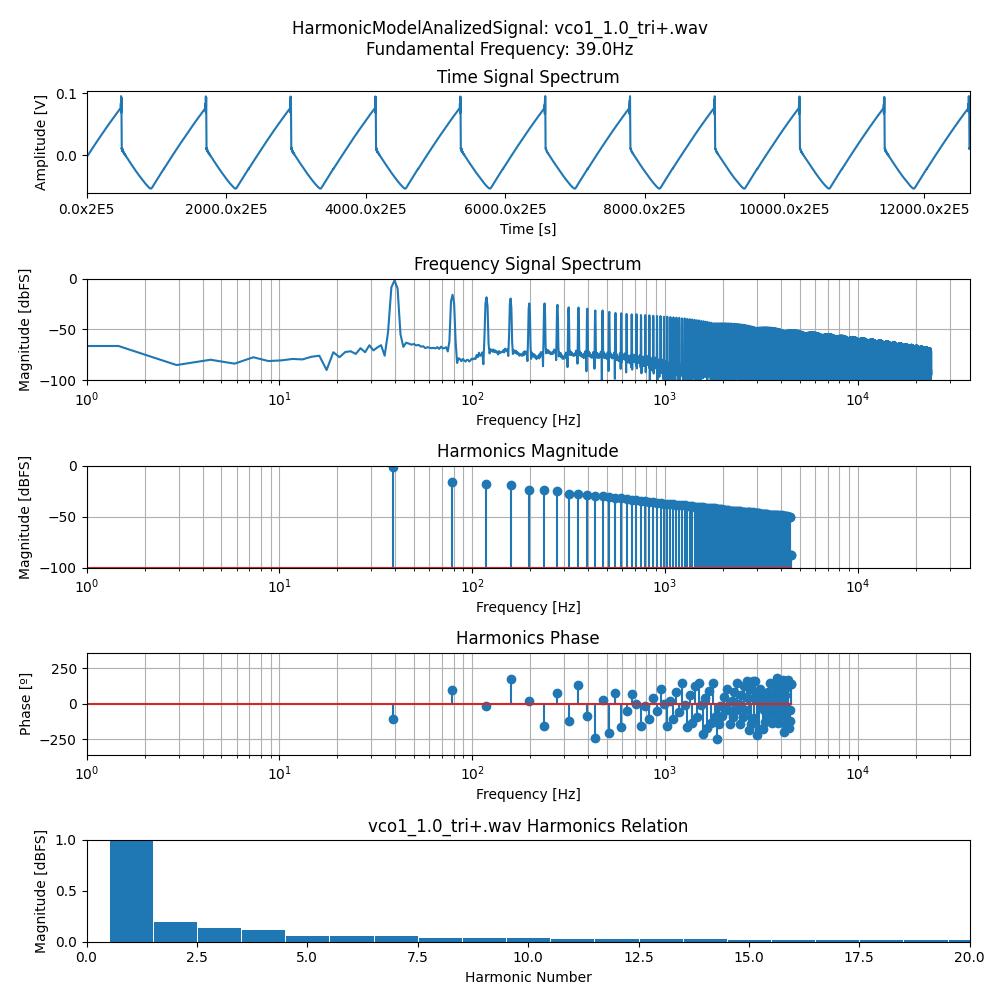 HarmonicModelAnalizedSignal: vco1_1.0_tri+.wav
Fundamental Frequency: 39.0Hz
Time Signal Spectrum
Amplitude [V]
0.1
0.0
0.0x2E5 2000.0x2E5 4000.0x2E5 6000.0x2E5 8000.0x2E5 10000.0x2E5 12000.0x2E5
Time [s]
Frequency Signal Spectrum
Magnitude [dbFS]
0
−50
−100
10^0 10^1 10^2 10^3 10^4
Frequency [Hz]
Harmonics Magnitude
Magnitude [dBFS]
0
−50
−100
10^0 10^1 10^2 10^3 10^4
Frequency [Hz]
Harmonics Phase
Phase [º]
250
0
−250
10^0 10^1 10^2 10^3 10^4
Frequency [Hz]
vco1_1.0_tri+.wav Harmonics Relation
Magnitude [dBFS]
1.0
0.5
0.0
0.0 2.5 5.0 7.5 10.0 12.5 15.0 17.5 20.0
Harmonic Number